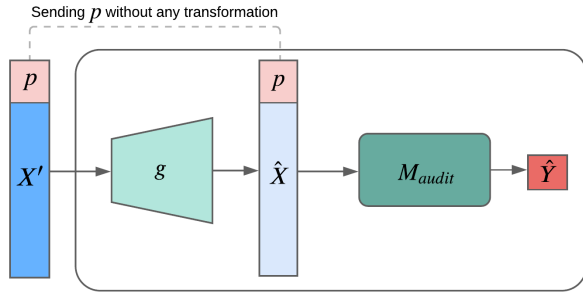 Sending p without any transformation
p
p
X′
g
X̂
M_audit
Ŷ